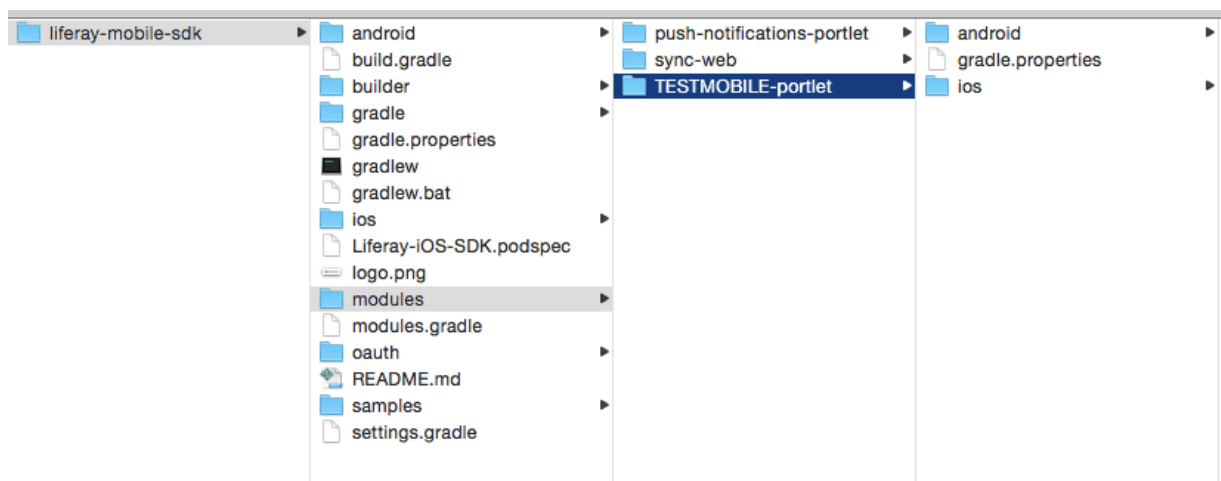 liferay-mobile-sdk
android
build.gradle
builder
gradle
gradle.properties
gradlew
gradlew.bat
ios
Liferay-iOS-SDK.podspec
logo.png
modules
modules.gradle
oauth
README.md
samples
settings.gradle
push-notifications-portlet
sync-web
TESTMOBILE-portlet
android
gradle.properties
ios